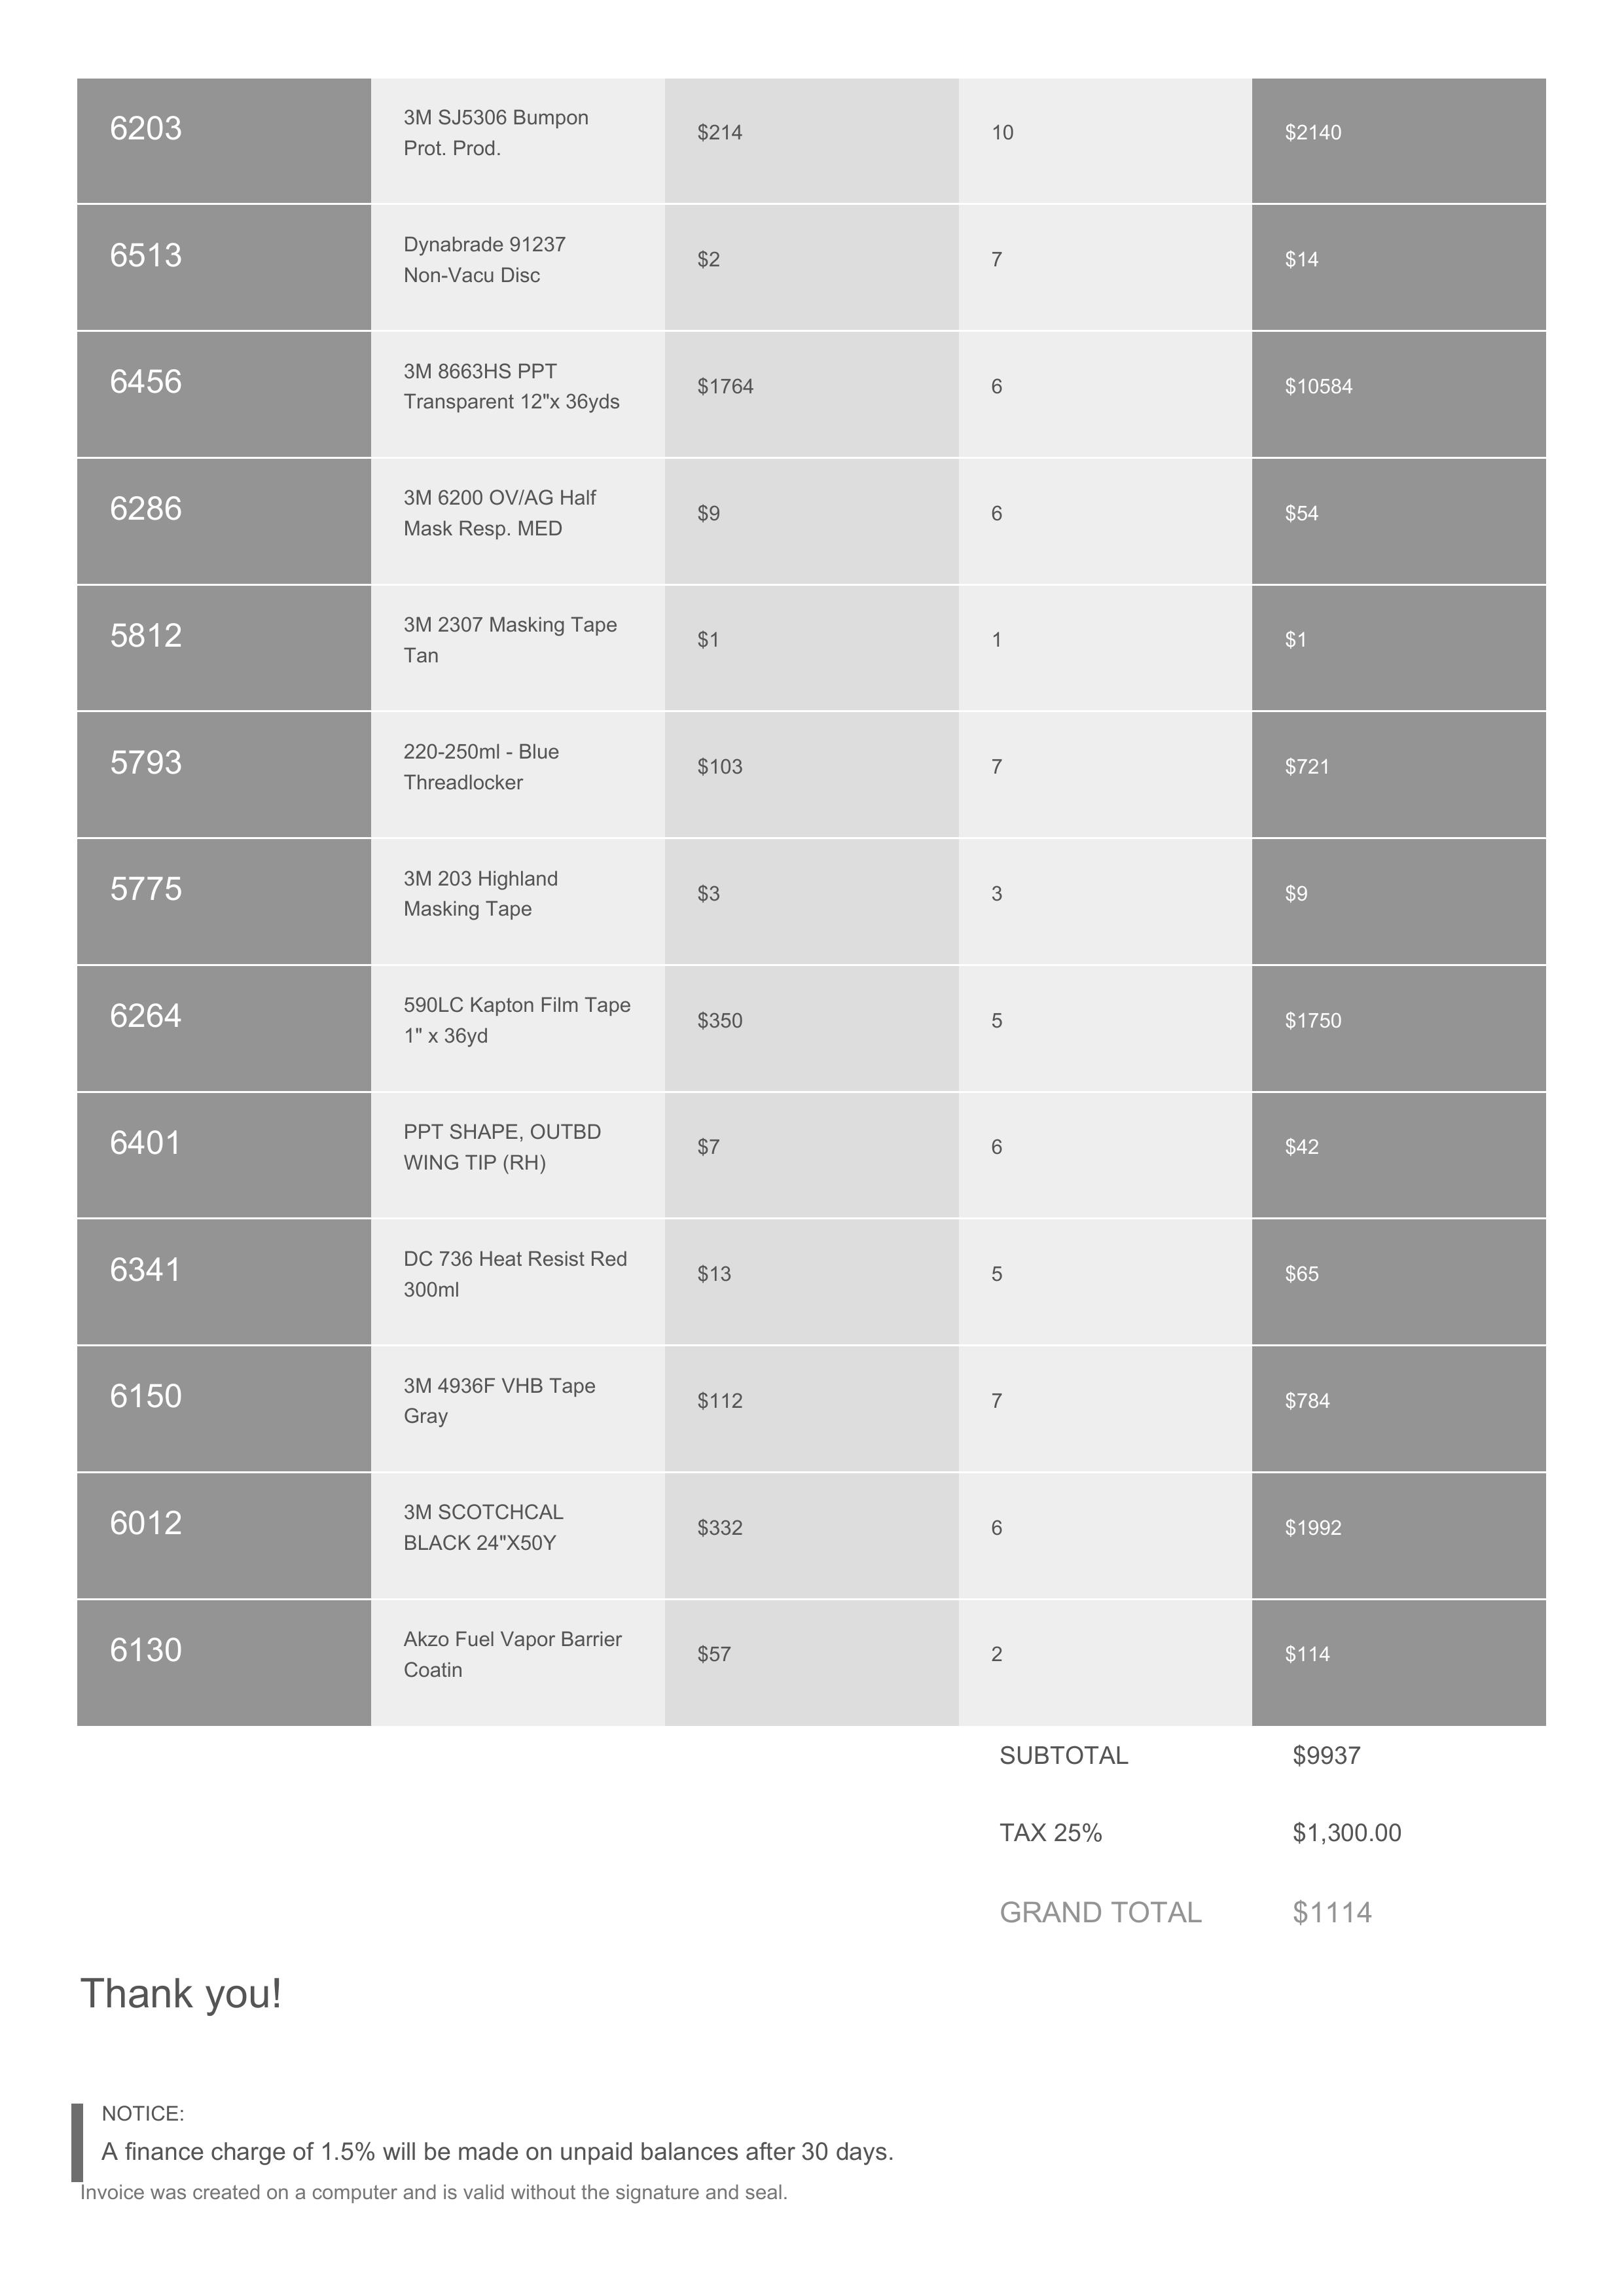 6203 3M SJ5306 Bumpon $214 10 $2140
Prot. Prod.
6513 Dynabrade 91237 $2 7 $14
Non-Vacu Disc
6456 3M 8663HS PPT $1764 6 $10584
Transparent 12"x 36yds
6286 3M 6200 OV/AG Half $9 6 $54
Mask Resp. MED
5812 3M 2307 Masking Tape $1 1 $1
Tan
5793 220-250ml - Blue $103 7 $721
Threadlocker
5775 3M 203 Highland $3 3 $9
Masking Tape
6264 590LC Kapton Film Tape $350 5 $1750
1" x 36yd
6401 PPT SHAPE, OUTBD $7 6 $42
WING TIP (RH)
6341 DC 736 Heat Resist Red $13 5 $65
300ml
6150 3M 4936F VHB Tape $112 7 $784
Gray
6012 3M SCOTCHCAL $332 6 $1992
BLACK 24"X50Y
6130 Akzo Fuel Vapor Barrier $57 2 $114
Coatin
SUBTOTAL $9937
TAX 25% $1,300.00
GRAND TOTAL $1114
Thank you!
NOTICE:
A finance charge of 1.5% will be made on unpaid balances after 30 days.
Invoice was created on a computer and is valid without the signature and seal.